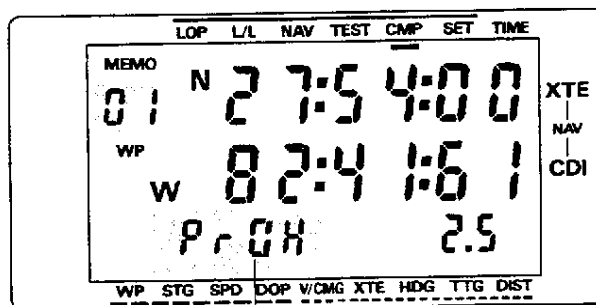 LOP L/L NAV TEST CMP SET TIME
MEMO
01 N 27:54:00
WP
W 82:41:61
PrGH 2.5
XTE
NAV
CDI
WP STG SPD DOP V/CMG XTE HDG TTG DIST